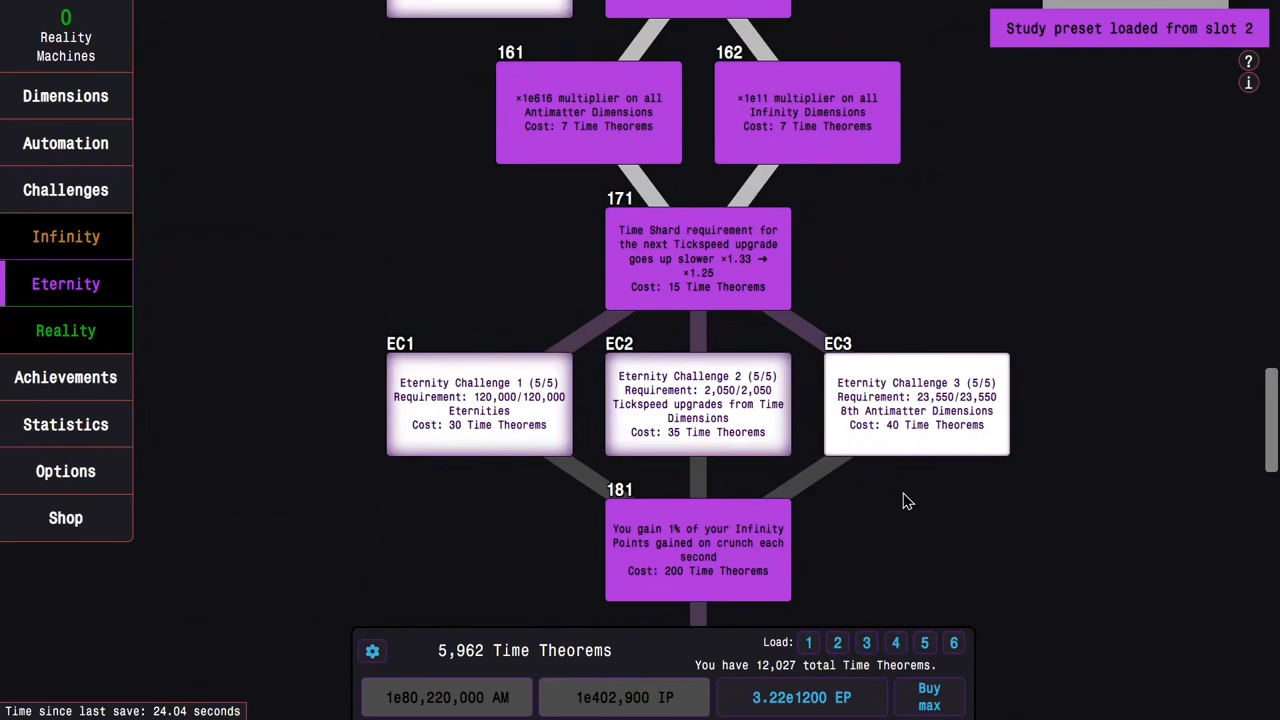 0
Reality
Machines
Dimensions
Automation
Challenges
Infinity
Eternity
Reality
Achievements
Statistics
Options
Shop
Time since last save: 24.04 seconds
Study preset loaded from slot 2
?
i
161
×1e616 multiplier on all
Antimatter Dimensions
Cost: 7 Time Theorems
162
×1e11 multiplier on all
Infinity Dimensions
Cost: 7 Time Theorems
171
Time Shard requirement for
the next Tickspeed upgrade
goes up slower ×1.33 ➜
×1.25
Cost: 15 Time Theorems
EC1
Eternity Challenge 1 (5/5)
Requirement: 120,000/120,000
Eternities
Cost: 30 Time Theorems
EC2
Eternity Challenge 2 (5/5)
Requirement: 2,050/2,050
Tickspeed upgrades from Time
Dimensions
Cost: 35 Time Theorems
EC3
Eternity Challenge 3 (5/5)
Requirement: 23,550/23,550
8th Antimatter Dimensions
Cost: 40 Time Theorems
181
You gain 1% of your Infinity
Points gained on crunch each
second
Cost: 200 Time Theorems
5,962 Time Theorems
Load: 1 2 3 4 5 6
You have 12,027 total Time Theorems.
1e80,220,000 AM
1e402,900 IP
3.22e1200 EP
Buy
max